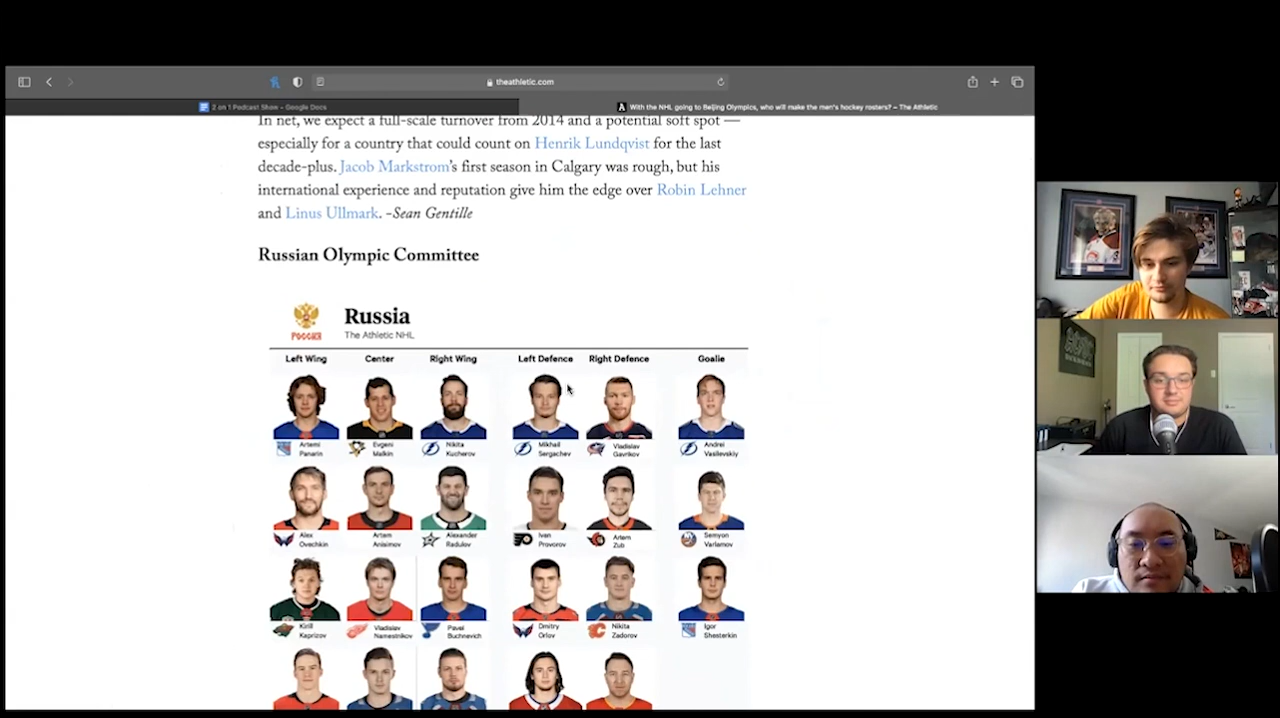 theathletic.com
2 on 1 Podcast Show – Google Docs
With the NHL going to Beijing Olympics, who will make the men's hockey rosters? – The Athletic
In net, we expect a full-scale turnover from 2014 and a potential soft spot —
especially for a country that could count on Henrik Lundqvist for the last
decade-plus. Jacob Markstrom's first season in Calgary was rough, but his
international experience and reputation give him the edge over Robin Lehner
and Linus Ullmark. -Sean Gentille
Russian Olympic Committee
РОССИЯ
Russia
The Athletic NHL
Left Wing Center Right Wing Left Defence Right Defence Goalie
Artemi Evgeni Nikita Mikhail Vladislav Andrei
Panarin Malkin Kucherov Sergachev Gavrikov Vasilevskiy
Alex Artem Alexander Ivan Artem Semyon
Ovechkin Anisimov Radulov Provorov Zub Varlamov
Kirill Vladislav Pavel Dmitry Nikita Igor
Kaprizov Namestnikov Buchnevich Orlov Zadorov Shesterkin